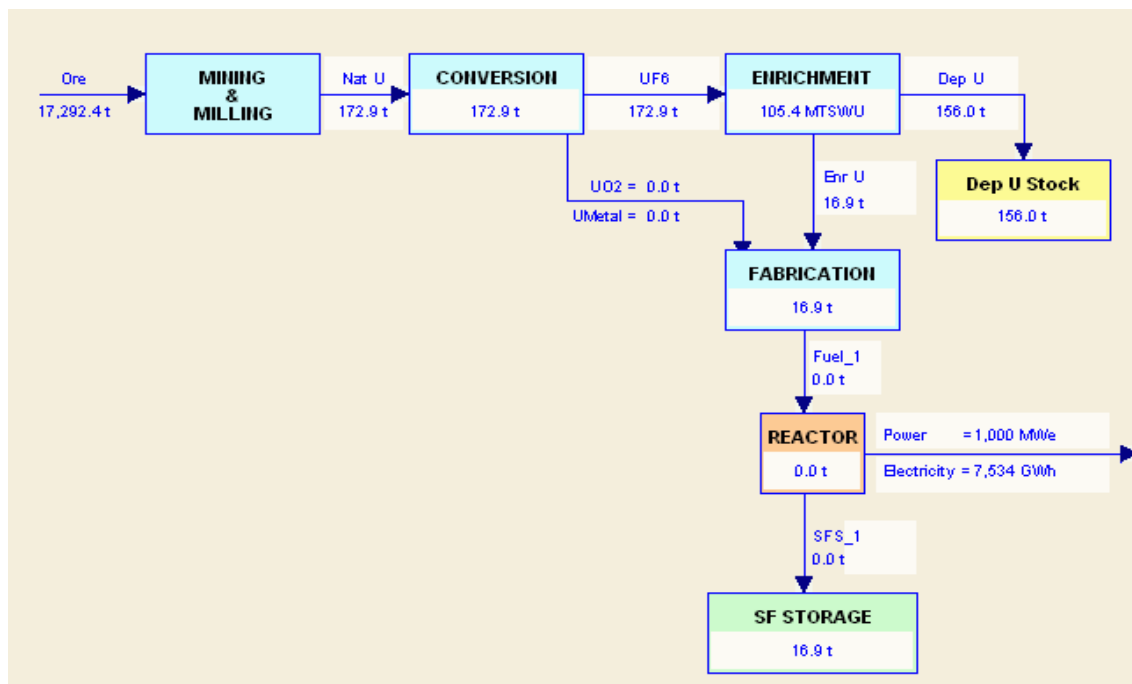 Ore
17,292.4 t
MINING
&
MILLING
Nat U
172.9 t
CONVERSION
172.9 t
UF6
172.9 t
ENRICHMENT
105.4 MTSWU
Dep U
156.0 t
Dep U Stock
156.0 t
UO2 = 0.0 t
UMetal = 0.0 t
Enr U
16.9 t
FABRICATION
16.9 t
Fuel_1
0.0 t
REACTOR
0.0 t
Power = 1,000 MWe
Electricity = 7,534 GWh
SFS_1
0.0 t
SF STORAGE
16.9 t